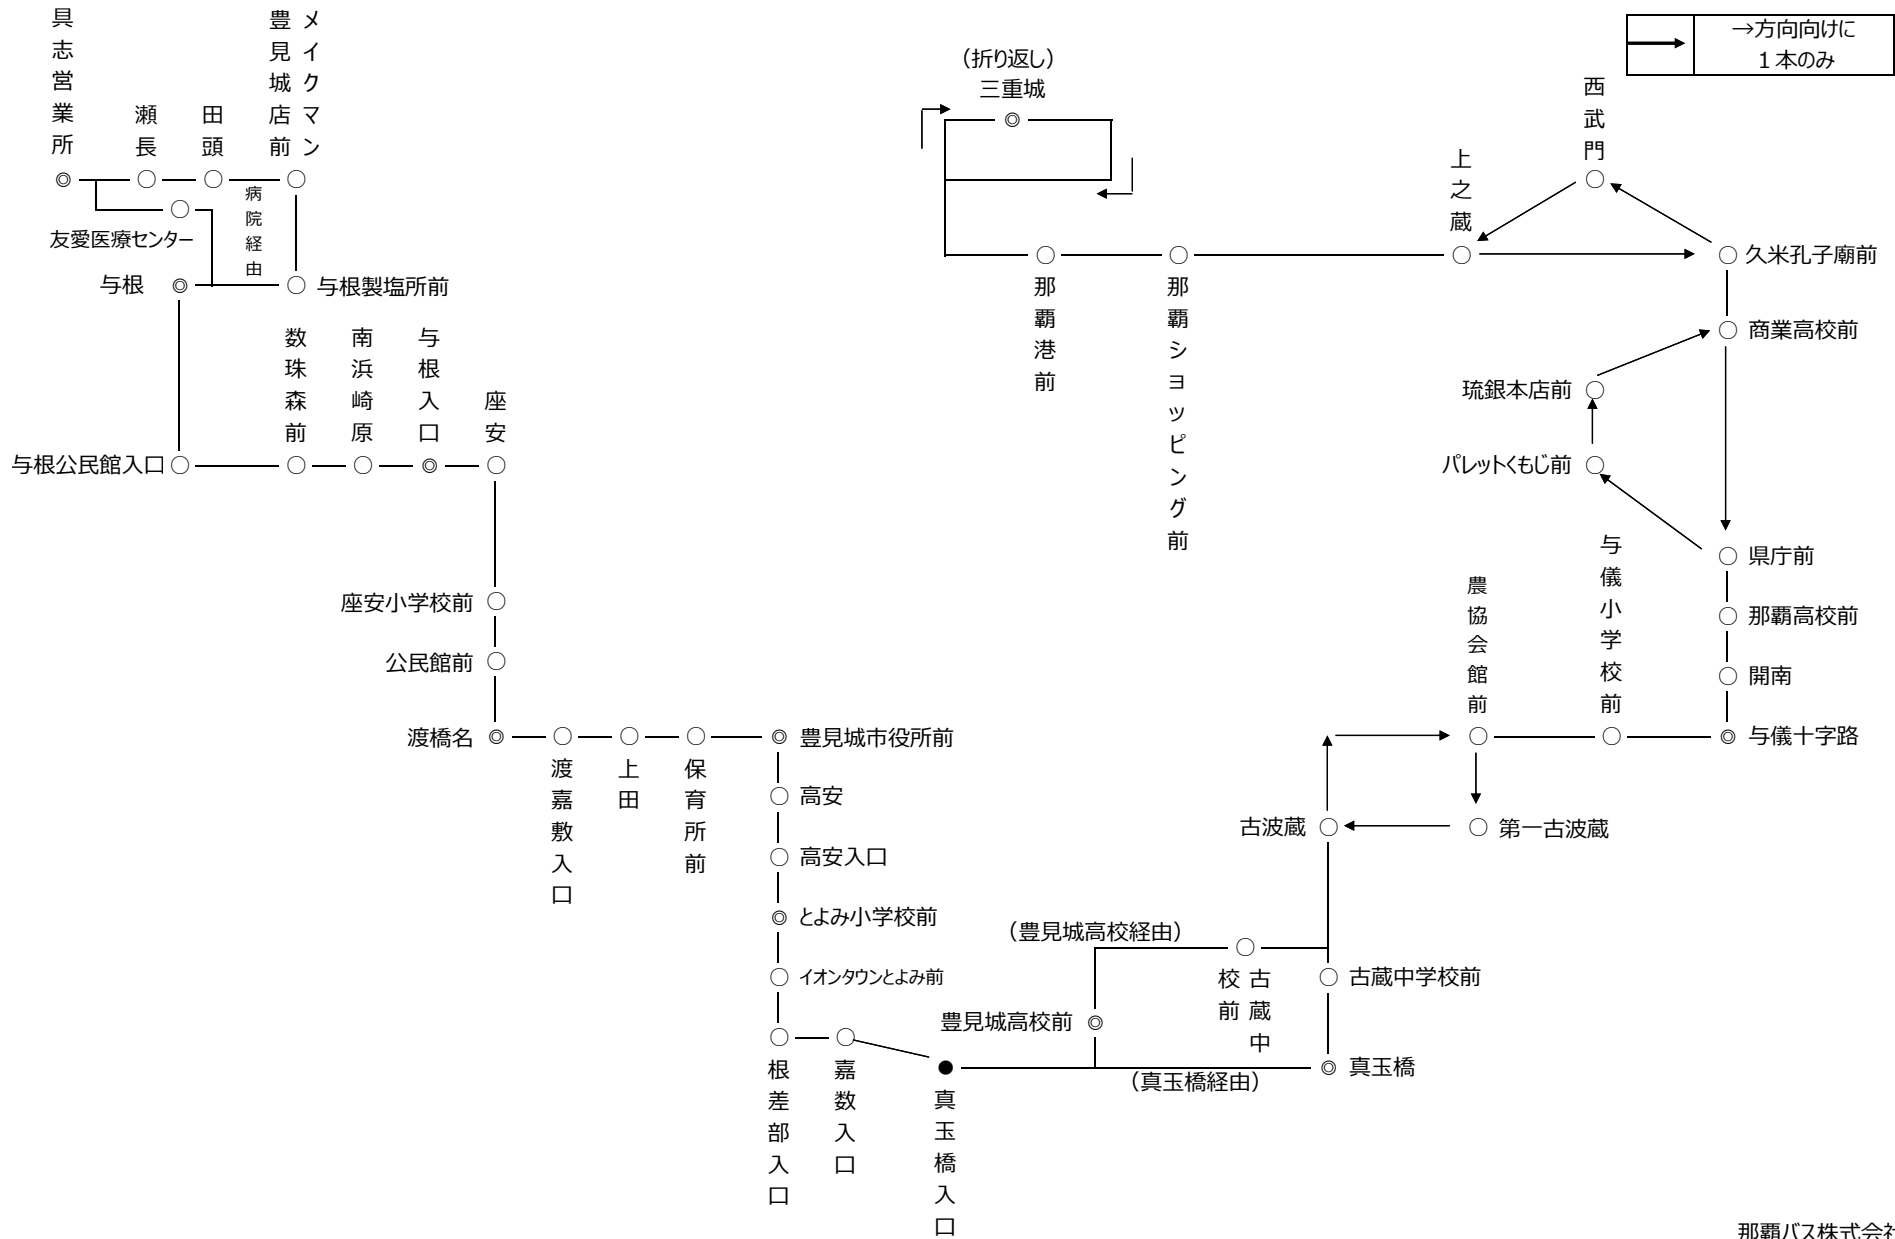 具志営業所
瀬長
田頭
メイクマン
豊見城店前
(折り返し)
三重城
→方向向けに
1本のみ
西武門
上之蔵
病院経由
友愛医療センター
与根
与根製塩所前
久米孔子廟前
那覇港前
那覇ショッピング前
商業高校前
数珠森前
南浜崎原
与根入口
座安
琉銀本店前
与根公民館入口
パレットくもじ前
県庁前
与儀小学校前
農協会館前
座安小学校前
那覇高校前
公民館前
開南
渡橋名
渡嘉敷入口
上田
保育所前
豊見城市役所前
与儀十字路
高安
古波蔵
第一古波蔵
高安入口
とよみ小学校前
(豊見城高校経由)
イオンタウンとよみ前
古蔵中
校前
古蔵中学校前
豊見城高校前
根差部入口
嘉数入口
真玉橋入口
(真玉橋経由)
真玉橋
那覇バス株式会社